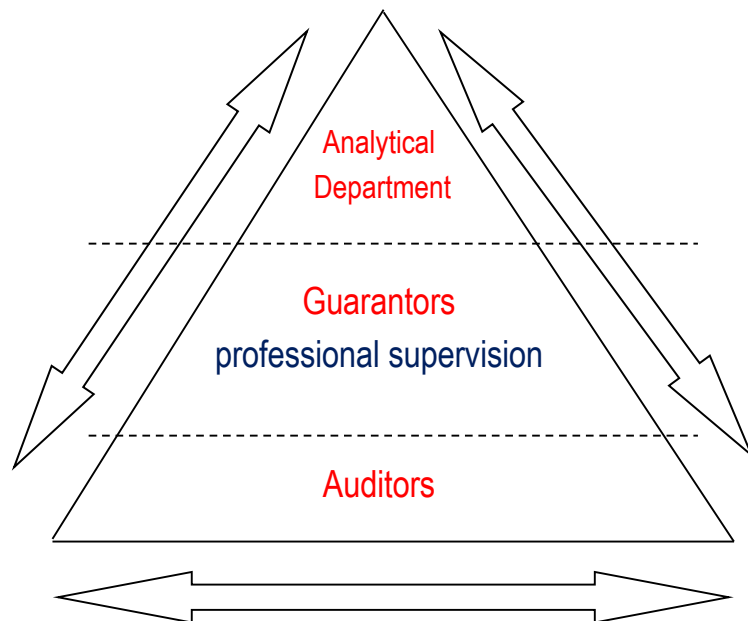 Analytical
Department
Guarantors
professional supervision
Auditors